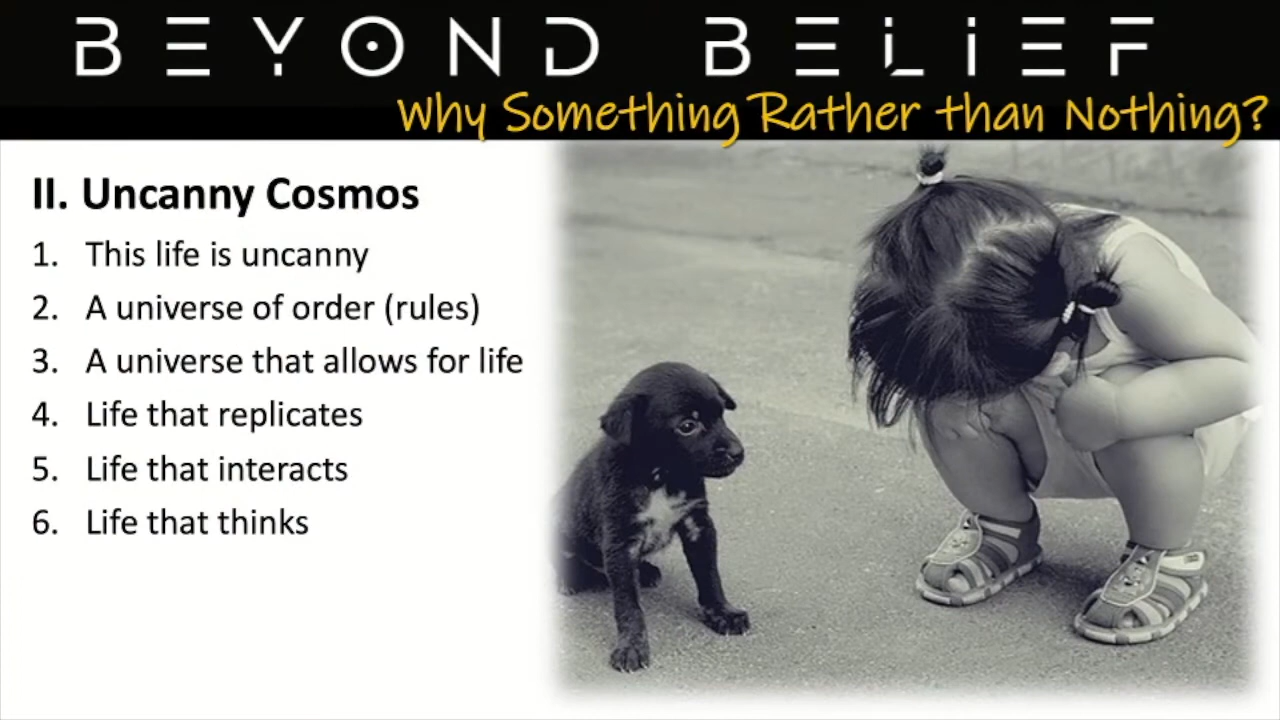 BEYOND BELIEF
Why Something Rather than Nothing?
II. Uncanny Cosmos
1. This life is uncanny
2. A universe of order (rules)
3. A universe that allows for life
4. Life that replicates
5. Life that interacts
6. Life that thinks